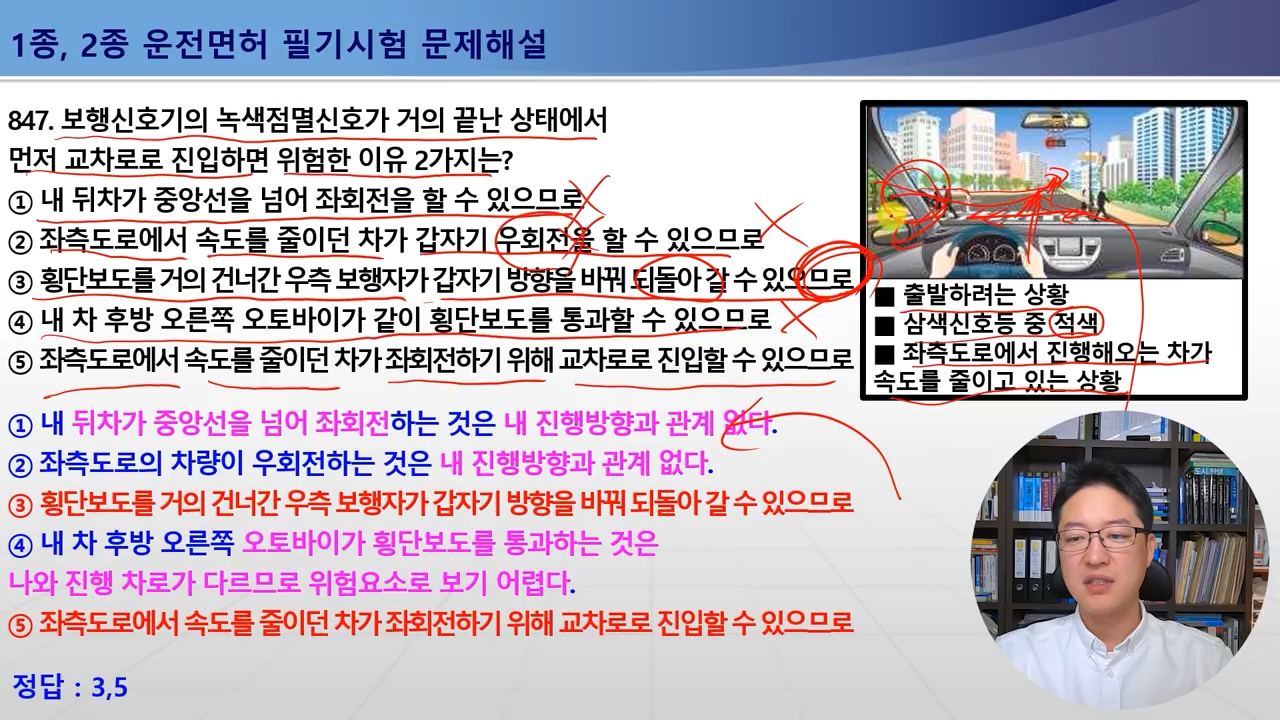 1종, 2종 운전면허 필기시험 문제해설
847. 보행신호기의 녹색점멸신호가 거의 끝난 상태에서
먼저 교차로로 진입하면 위험한 이유 2가지는?
① 내 뒤차가 중앙선을 넘어 좌회전을 할 수 있으므로
② 좌측도로에서 속도를 줄이던 차가 갑자기 우회전을 할 수 있으므로
③ 횡단보도를 거의 건너간 우측 보행자가 갑자기 방향을 바꿔 되돌아 갈 수 있으므로
④ 내 차 후방 오른쪽 오토바이가 같이 횡단보도를 통과할 수 있으므로
⑤ 좌측도로에서 속도를 줄이던 차가 좌회전하기 위해 교차로로 진입할 수 있으므로
■ 출발하려는 상황
■ 삼색신호등 중 적색
■ 좌측도로에서 진행해오는 차가
속도를 줄이고 있는 상황
① 내 뒤차가 중앙선을 넘어 좌회전하는 것은 내 진행방향과 관계 없다.
② 좌측도로의 차량이 우회전하는 것은 내 진행방향과 관계 없다.
③ 횡단보도를 거의 건너간 우측 보행자가 갑자기 방향을 바꿔 되돌아 갈 수 있으므로
④ 내 차 후방 오른쪽 오토바이가 횡단보도를 통과하는 것은
나와 진행 차로가 다르므로 위험요소로 보기 어렵다.
⑤ 좌측도로에서 속도를 줄이던 차가 좌회전하기 위해 교차로로 진입할 수 있으므로
정답 : 3,5